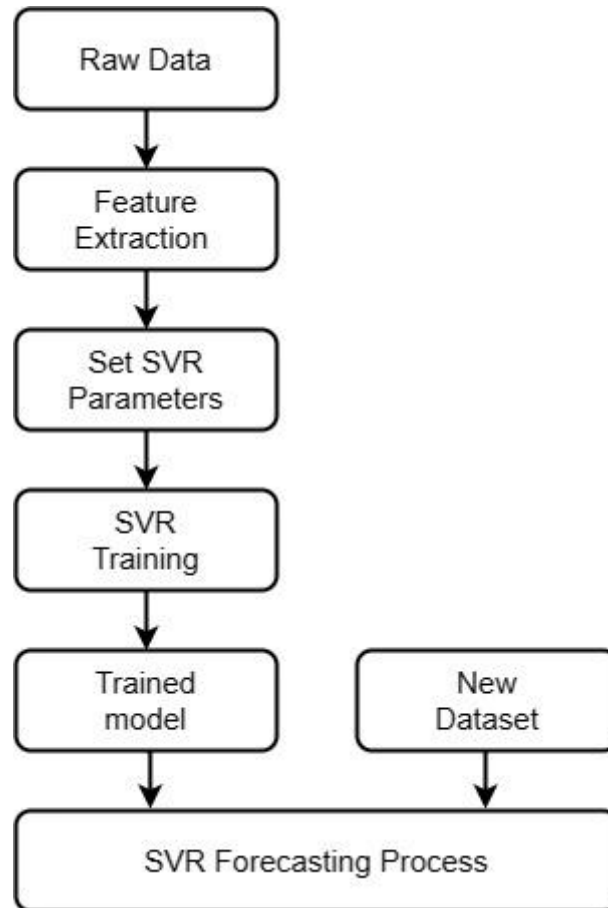 Raw Data
Feature
Extraction
Set SVR
Parameters
SVR
Training
Trained
model
New
Dataset
SVR Forecasting Process